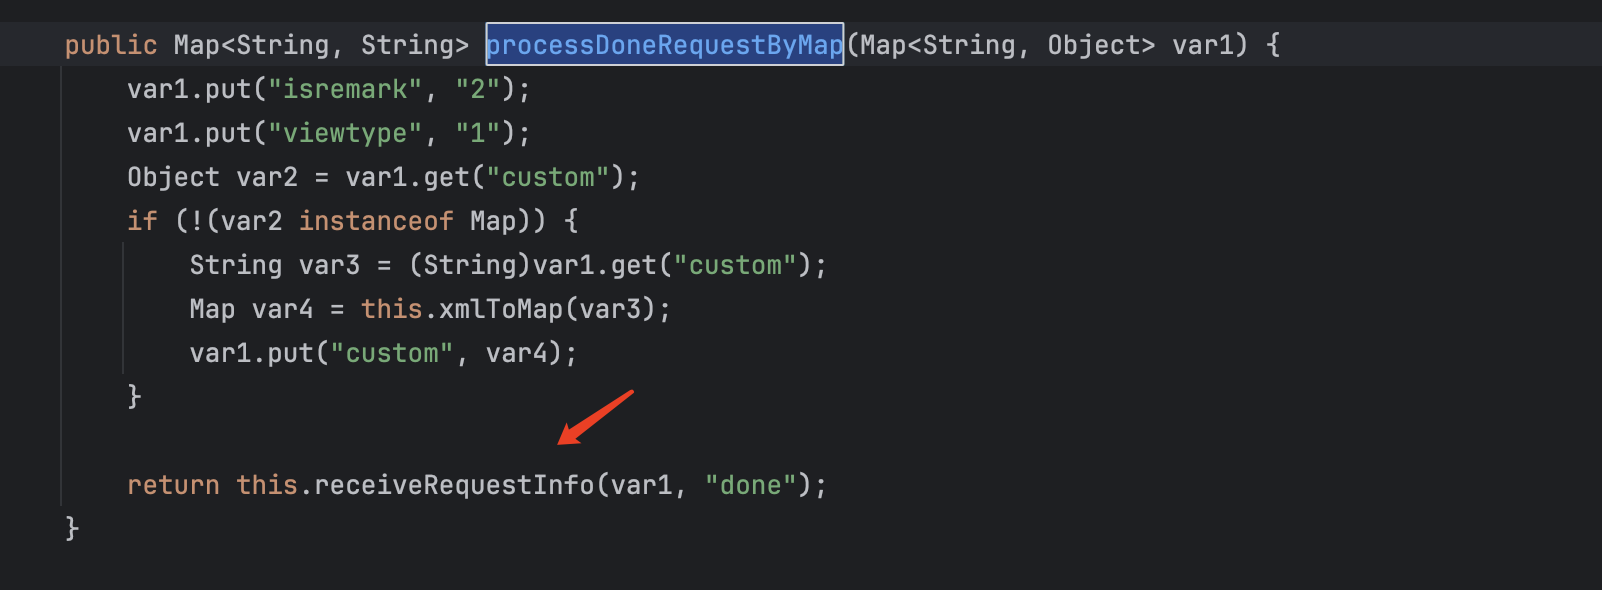 public Map<String, String> processDoneRequestByMap(Map<String, Object> var1) {
    var1.put("isremark", "2");
    var1.put("viewtype", "1");
    Object var2 = var1.get("custom");
    if (!(var2 instanceof Map)) {
        String var3 = (String)var1.get("custom");
        Map var4 = this.xmlToMap(var3);
        var1.put("custom", var4);
    }
    return this.receiveRequestInfo(var1, "done");
}